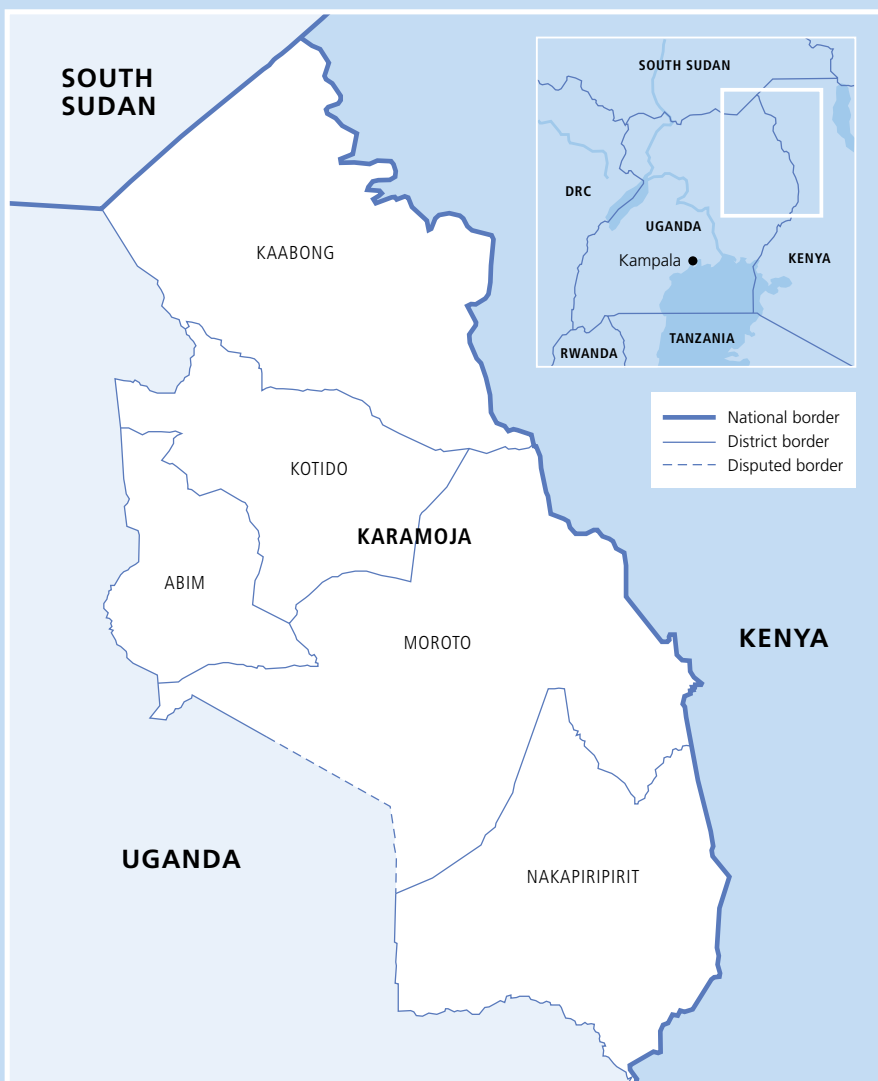 SOUTH
SUDAN
KAABONG
KOTIDO
KARAMOJA
ABIM
MOROTO
KENYA
UGANDA
NAKAPIRIPIRIT
SOUTH SUDAN
DRC
UGANDA
Kampala
KENYA
TANZANIA
RWANDA
National border
District border
Disputed border